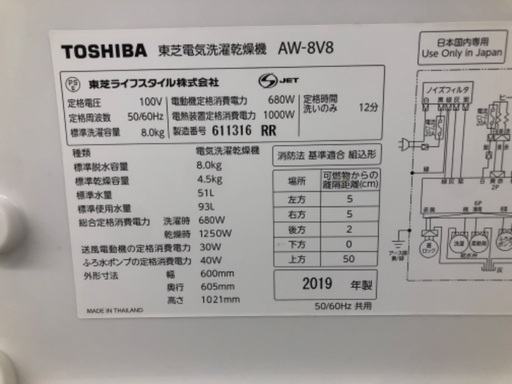 TOSHIBA 東芝電気洗濯乾燥機 AW-8V8
日本国内専用
Use Only in Japan
PS
E
東芝ライフスタイル株式会社
S JET
定格電圧 100V
定格周波数 50/60Hz
標準洗濯容量 8.0kg
電動機定格消費電力 680W
電熱装置定格消費電力 1000W
製造番号 611316 RR
定格時間
洗いのみ 12分
種類 電気洗濯乾燥機
標準脱水容量 8.0kg
標準乾燥容量 4.5kg
標準水量 51L
標準使用水量 93L
総合定格消費電力 洗濯時 680W
乾燥時 1250W
送風電動機の定格消費電力 30W
ふろ水ポンプの定格消費電力 40W
外形寸法 幅 600mm
奥行 605mm
高さ 1021mm
MADE IN THAILAND
消防法 基準適合 組込形
場所 可燃物からの
離隔距離(cm)
左方 5
右方 5
後方 2
下方 0
上方 50
2019 年製
50/60Hz 共用
ノイズフィルタ
白 黒
緑